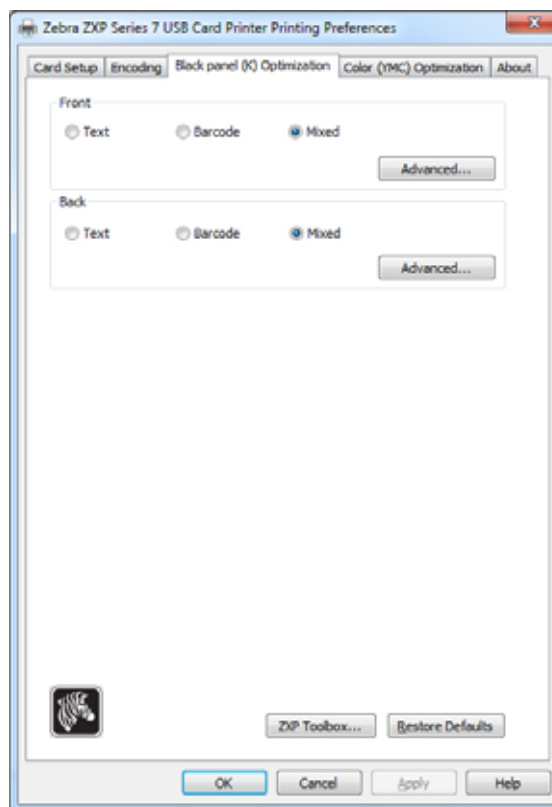 Zebra ZXP Series 7 USB Card Printer Printing Preferences
Card Setup Encoding Black panel (K) Optimization Color (YMC) Optimization About
Front
Text Barcode Mixed
Advanced...
Back
Text Barcode Mixed
Advanced...
ZXP Toolbox... Restore Defaults
OK Cancel Apply Help